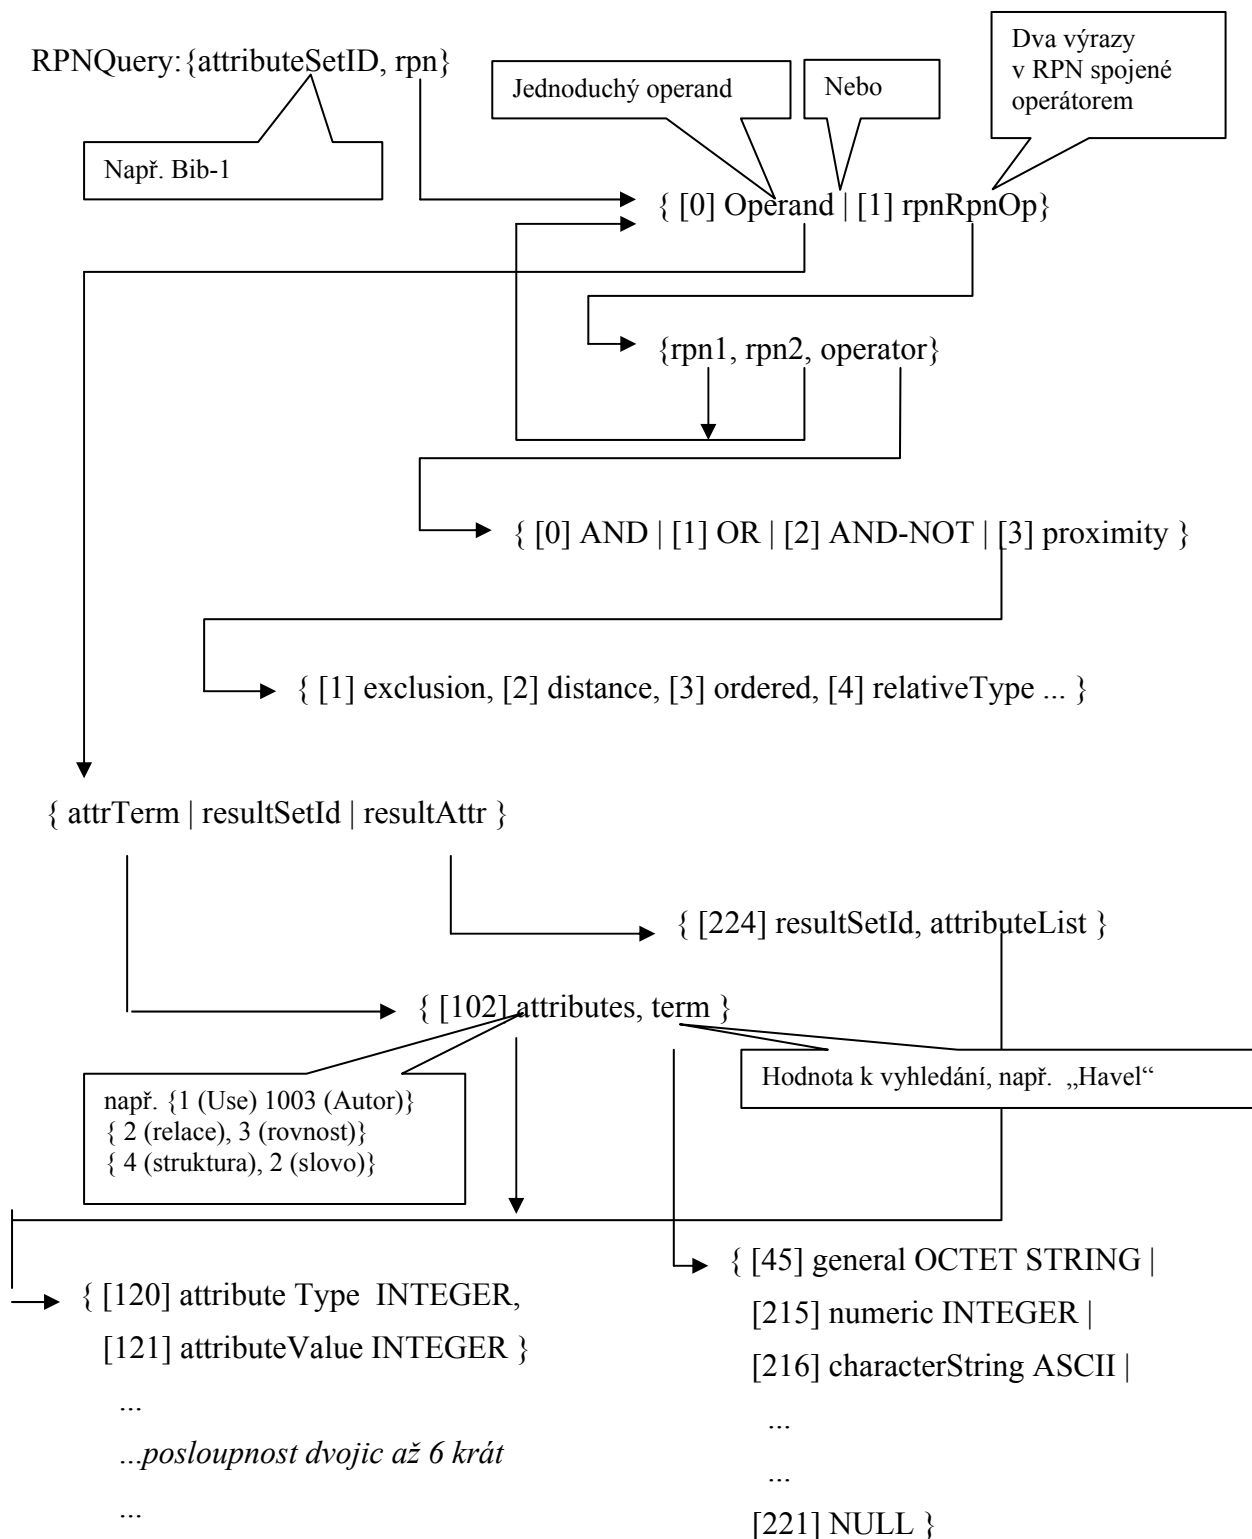 Dva výrazy
v RPN spojené
operátorem
RPNQuery:{attributeSetID, rpn}
Jednoduchý operand
Nebo
Např. Bib-1
{ [0] Operand | [1] rpnRpnOp}
{rpn1, rpn2, operator}
{ [0] AND | [1] OR | [2] AND-NOT | [3] proximity }
{ [1] exclusion, [2] distance, [3] ordered, [4] relativeType ... }
{ attrTerm | resultSetId | resultAttr }
{ [224] resultSetId, attributeList }
{ [102] attributes, term }
např. {1 (Use) 1003 (Autor)}
{ 2 (relace), 3 (rovnost)}
{ 4 (struktura), 2 (slovo)}
Hodnota k vyhledání, např. „Havel“
{ [120] attribute Type INTEGER,
[121] attributeValue INTEGER }
...
...posloupnost dvojic až 6 krát
...
{ [45] general OCTET STRING |
[215] numeric INTEGER |
[216] characterString ASCII |
...
...
[221] NULL }